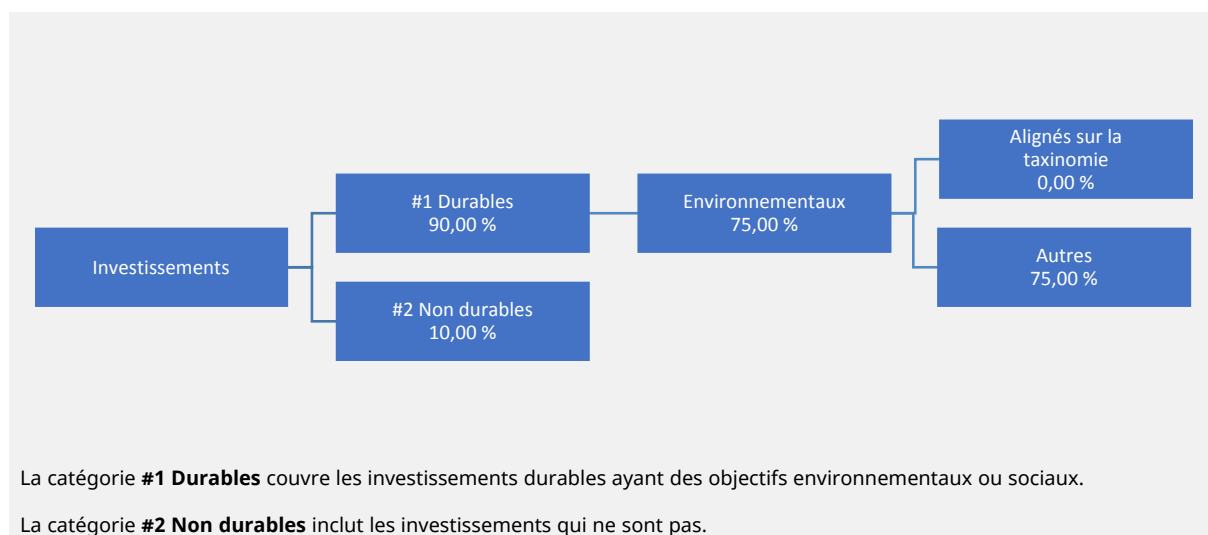 Investissements
#1 Durables
90,00 %
#2 Non durables
10,00 %
Environnementaux
75,00 %
Alignés sur la
taxinomie
0,00 %
Autres
75,00 %
La catégorie #1 Durables couvre les investissements durables ayant des objectifs environnementaux ou sociaux.
La catégorie #2 Non durables inclut les investissements qui ne sont pas.